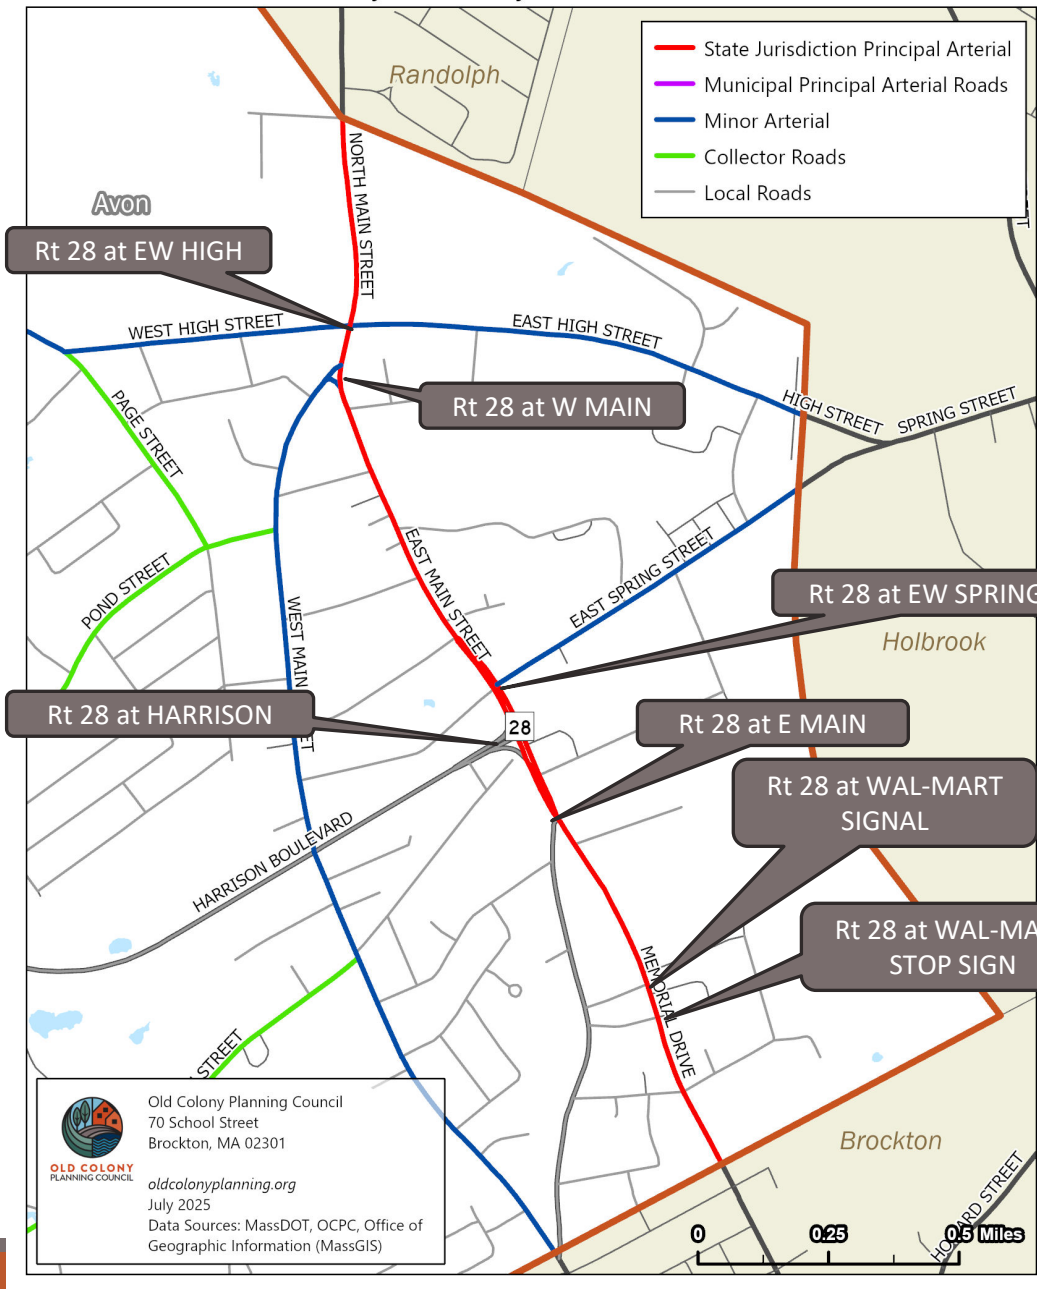 Randolph
State Jurisdiction Principal Arterial
Municipal Principal Arterial Roads
Minor Arterial
Collector Roads
Local Roads
NORTH MAIN STREET
Avon
Rt 28 at EW HIGH
WEST HIGH STREET
EAST HIGH STREET
Rt 28 at W MAIN
HIGH STREET
SPRING STREET
PAGE STREET
EAST MAIN STREET
EAST SPRING STREET
POND STREET
Rt 28 at EW SPRING
WEST MAIN
Holbrook
Rt 28 at HARRISON
28
Rt 28 at E MAIN
Rt 28 at WAL-MART
SIGNAL
HARRISON BOULEVARD
Rt 28 at WAL-MA
STOP SIGN
MEMORIAL DRIVE
STREET
Old Colony Planning Council
70 School Street
Brockton, MA 02301
OLD COLONY
PLANNING COUNCIL
oldcolonyplanning.org
July 2025
Data Sources: MassDOT, OCPC, Office of
Geographic Information (MassGIS)
Brockton
0 0.25 0.5 Miles